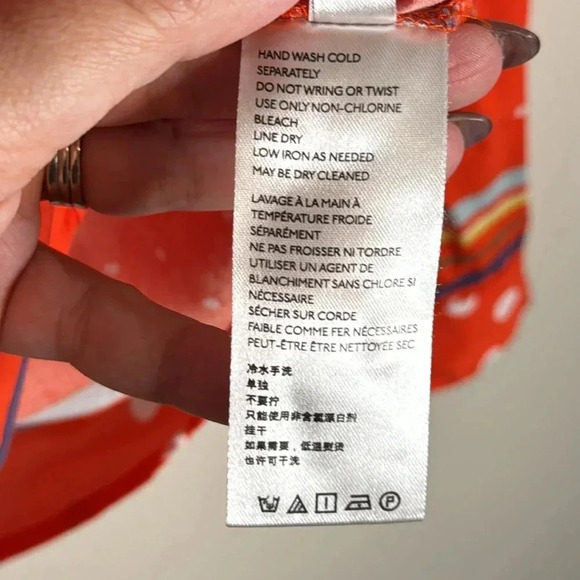 HAND WASH COLD
SEPARATELY
DO NOT WRING OR TWIST
USE ONLY NON-CHLORINE
BLEACH
LINE DRY
LOW IRON AS NEEDED
MAY BE DRY CLEANED
LAVAGE À LA MAIN À
TEMPÉRATURE FROIDE
SÉPARÉMENT
NE PAS FROISSER NI TORDRE
UTILISER UN AGENT DE
BLANCHIMENT SANS CHLORE SI
NÉCESSAIRE
SÉCHER SUR CORDE
FAIBLE COMME FER NÉCESSAIRES
PEUT-ÊTRE ÊTRE NETTOYÉE SEC
冷水手洗
单独
不要拧
只能使用非含氯漂白剂
挂干
如果需要，低温熨烫
也许可干洗
P